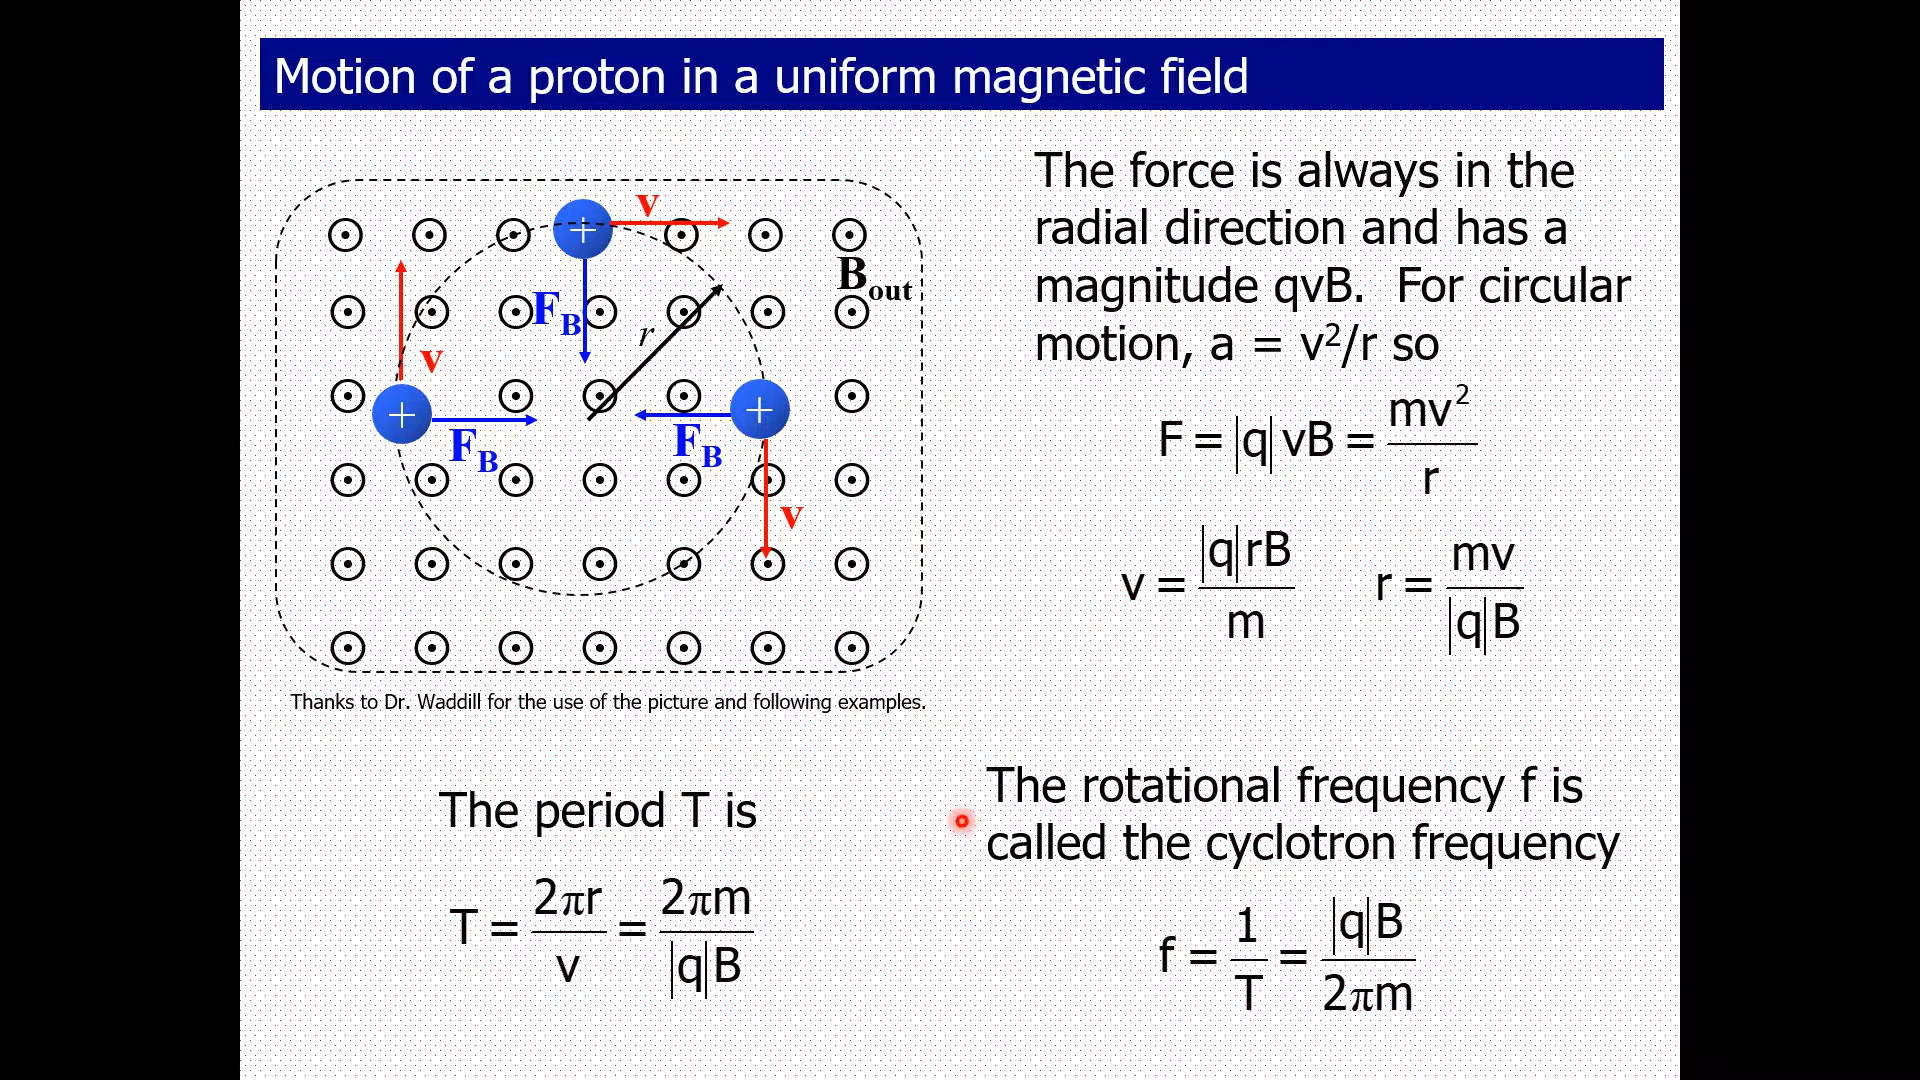 Motion of a proton in a uniform magnetic field
The force is always in the
radial direction and has a
magnitude qvB.  For circular
motion, a = v²/r so
F = |q| vB = mv²/r
v = |q|rB/m
r = mv/|q|B
v
B_out
F_B
r
v
+
+
+
F_B
F_B
v
Thanks to Dr. Waddill for the use of the picture and following examples.
The period T is
T = 2πr/v = 2πm/|q|B
The rotational frequency f is
called the cyclotron frequency
f = 1/T = |q|B/2πm